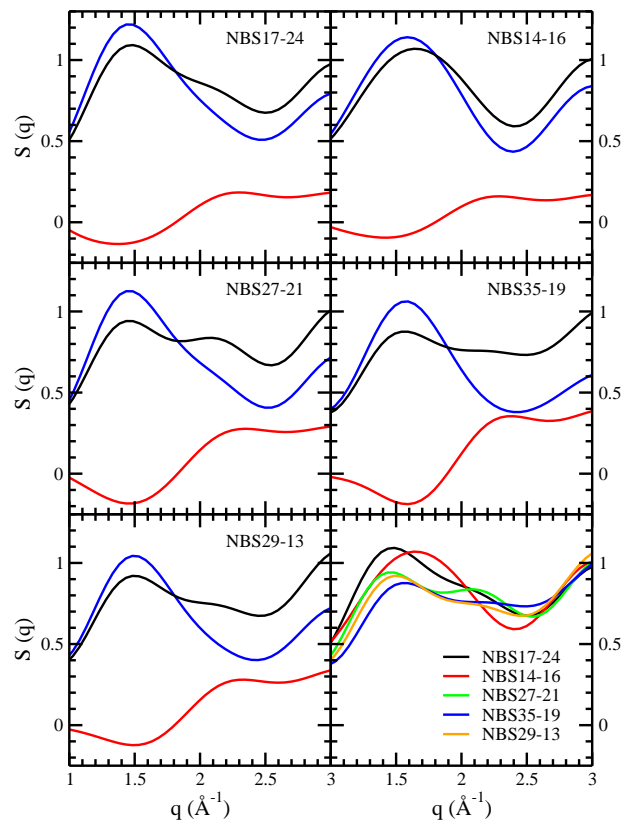 NBS17-24
NBS14-16
1
0.5
0
S (q)
1
0.5
0
NBS27-21
NBS35-19
1
0.5
0
S (q)
1
0.5
0
NBS29-13
1
0.5
0
S (q)
1
0.5
0
NBS17-24
NBS14-16
NBS27-21
NBS35-19
NBS29-13
1 1.5 2 2.5 3
1.5 2 2.5 3
q (Å⁻¹)
q (Å⁻¹)